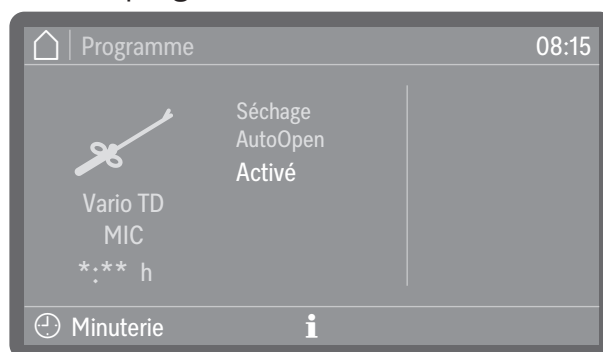 Programme
08:15
Séchage
AutoOpen
Activé
Vario TD
MIC
*:** h
Minuterie
i